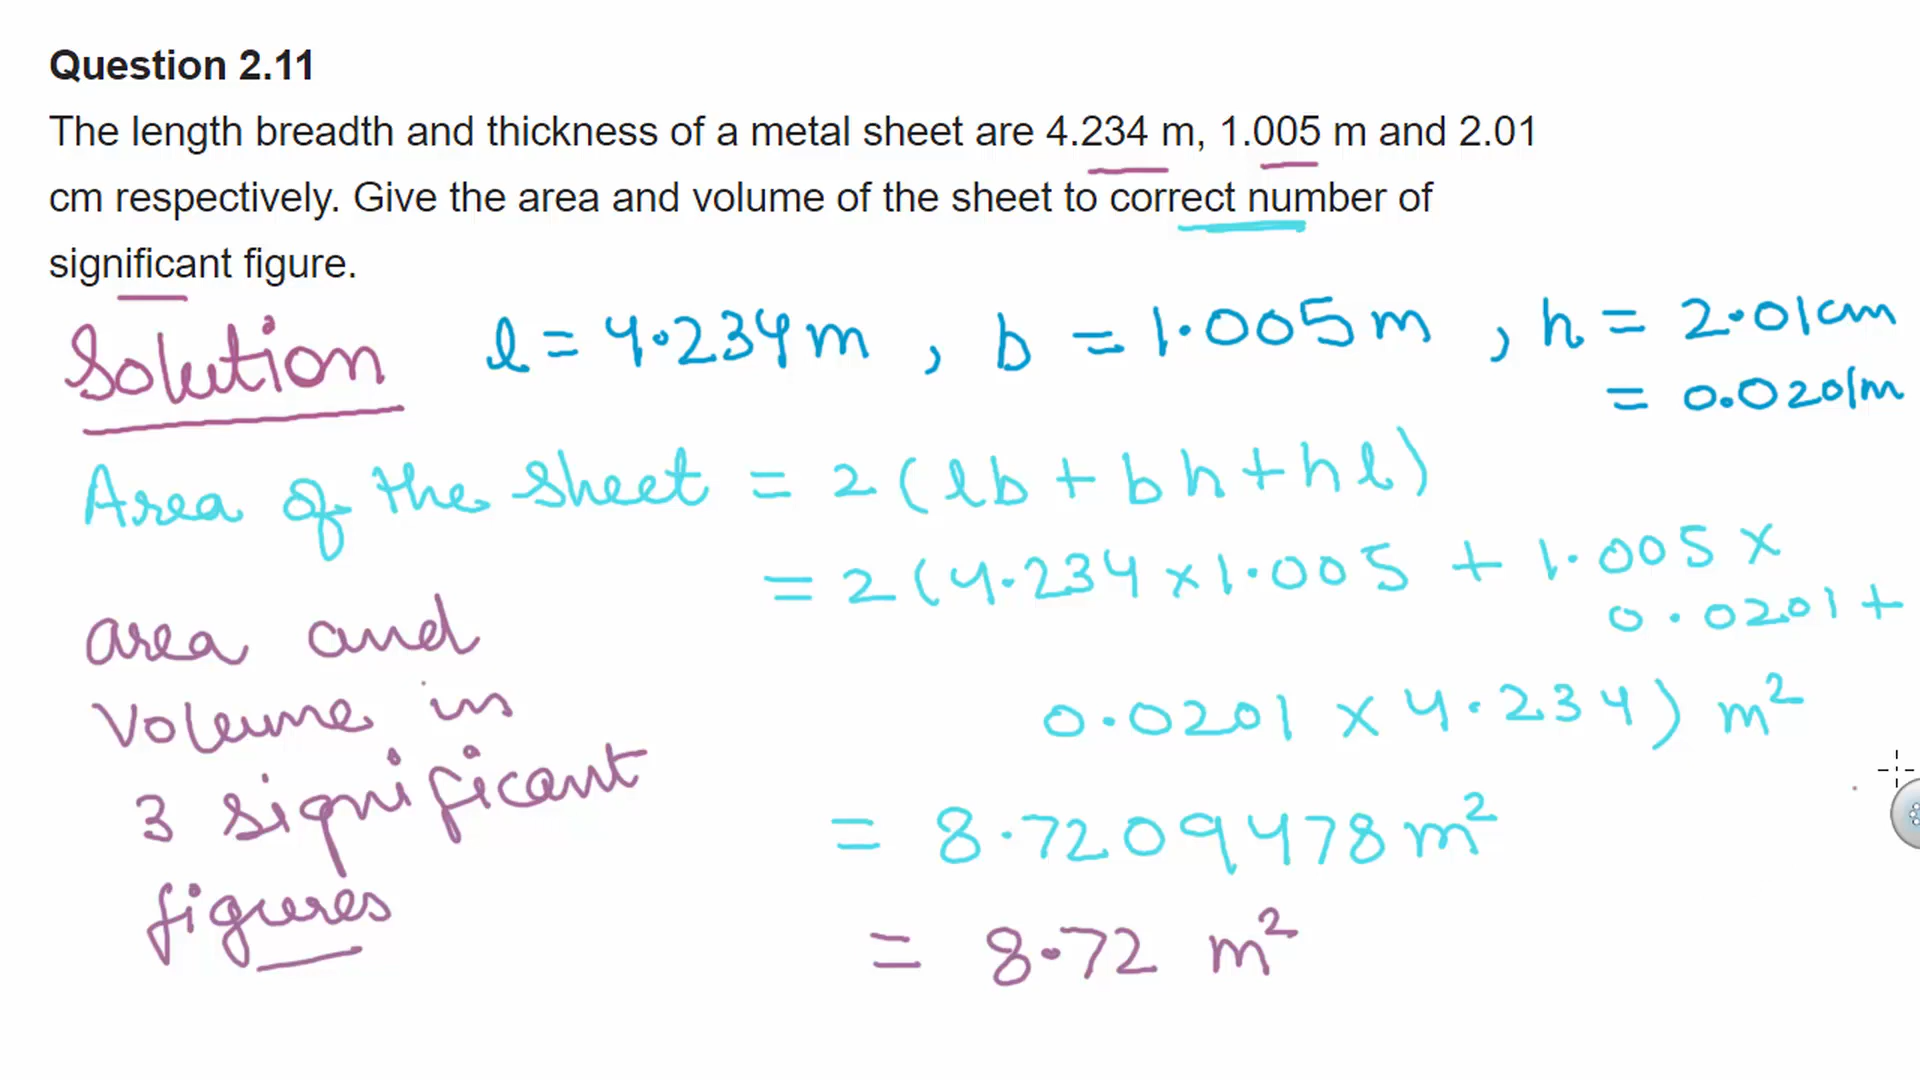 Question 2.11
The length breadth and thickness of a metal sheet are 4.234 m, 1.005 m and 2.01
cm respectively. Give the area and volume of the sheet to correct number of
significant figure.
Solution l = 4.234m , b = 1.005m , h = 2.01cm
= 0.0201m
Area of the sheet = 2(lb + bh + hl)
= 2(4.234 x 1.005 + 1.005 x
0.0201 +
0.0201 x 4.234) m²
= 8.7209478 m²
= 8.72 m²
area and
Volume in
3 significant
figures